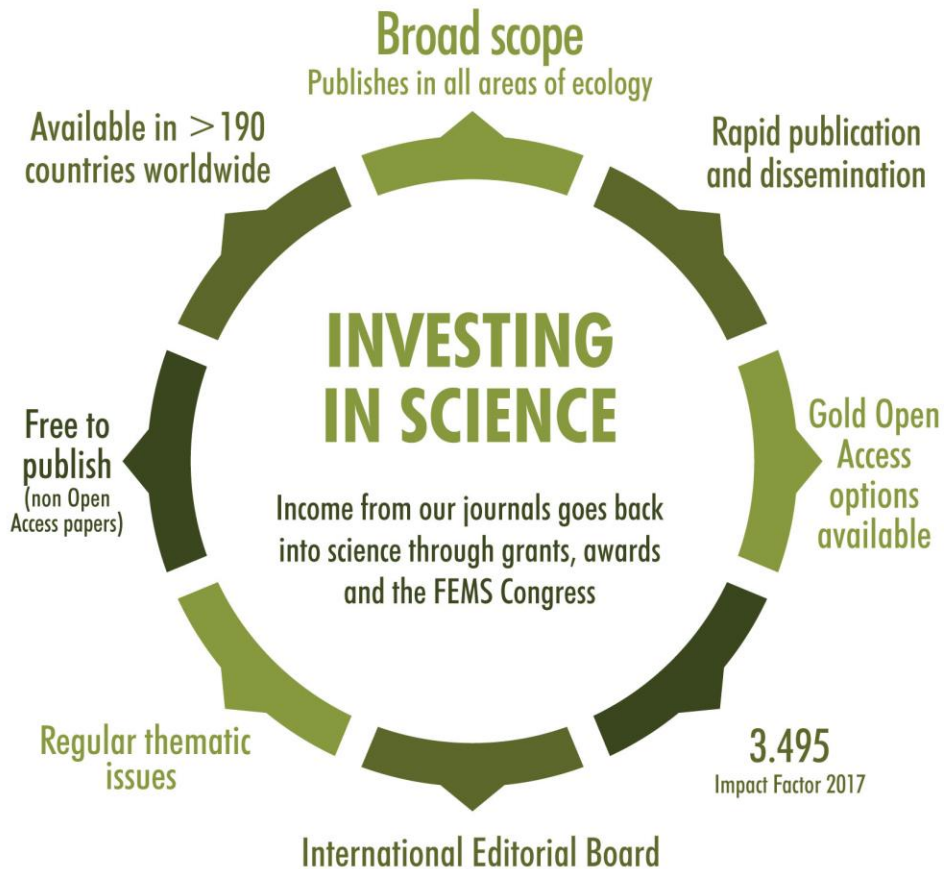 Broad scope
Publishes in all areas of ecology
Rapid publication
and dissemination
Gold Open
Access
options
available
3.495
Impact Factor 2017
International Editorial Board
Regular thematic
issues
Free to
publish
(non Open
Access papers)
Available in >190
countries worldwide
INVESTING
IN SCIENCE
Income from our journals goes back
into science through grants, awards
and the FEMS Congress